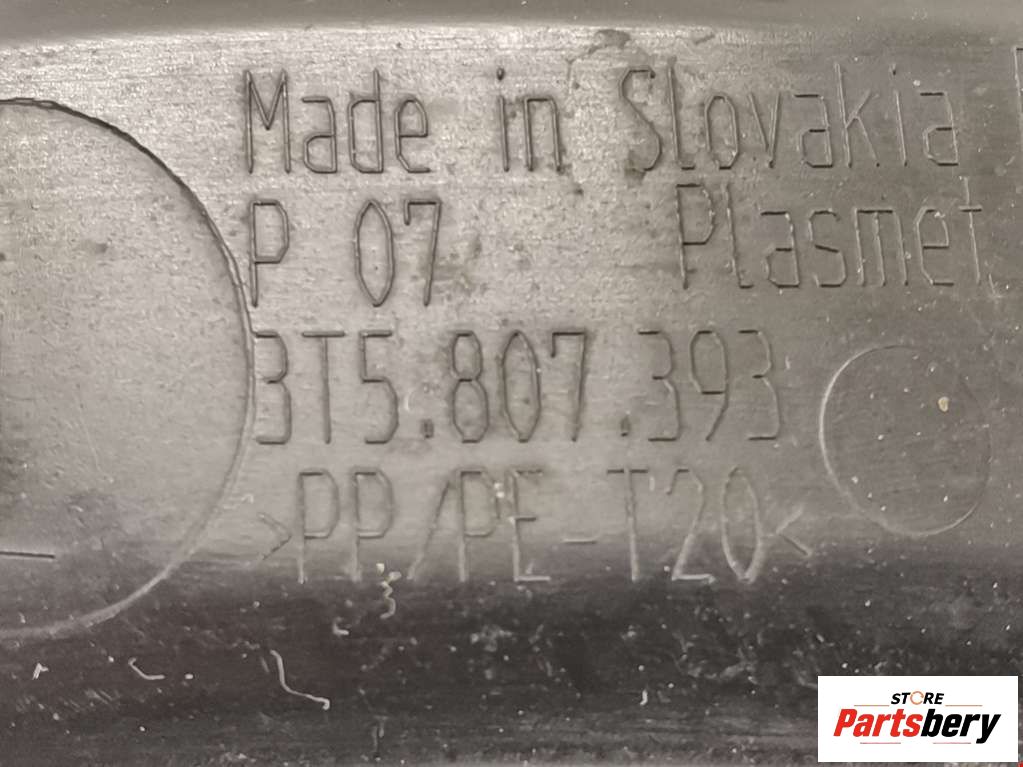 Made in Slovakia
P 07 Plasmet
3T5.807.393
>PP/PE-T20<
STORE
Partsbery